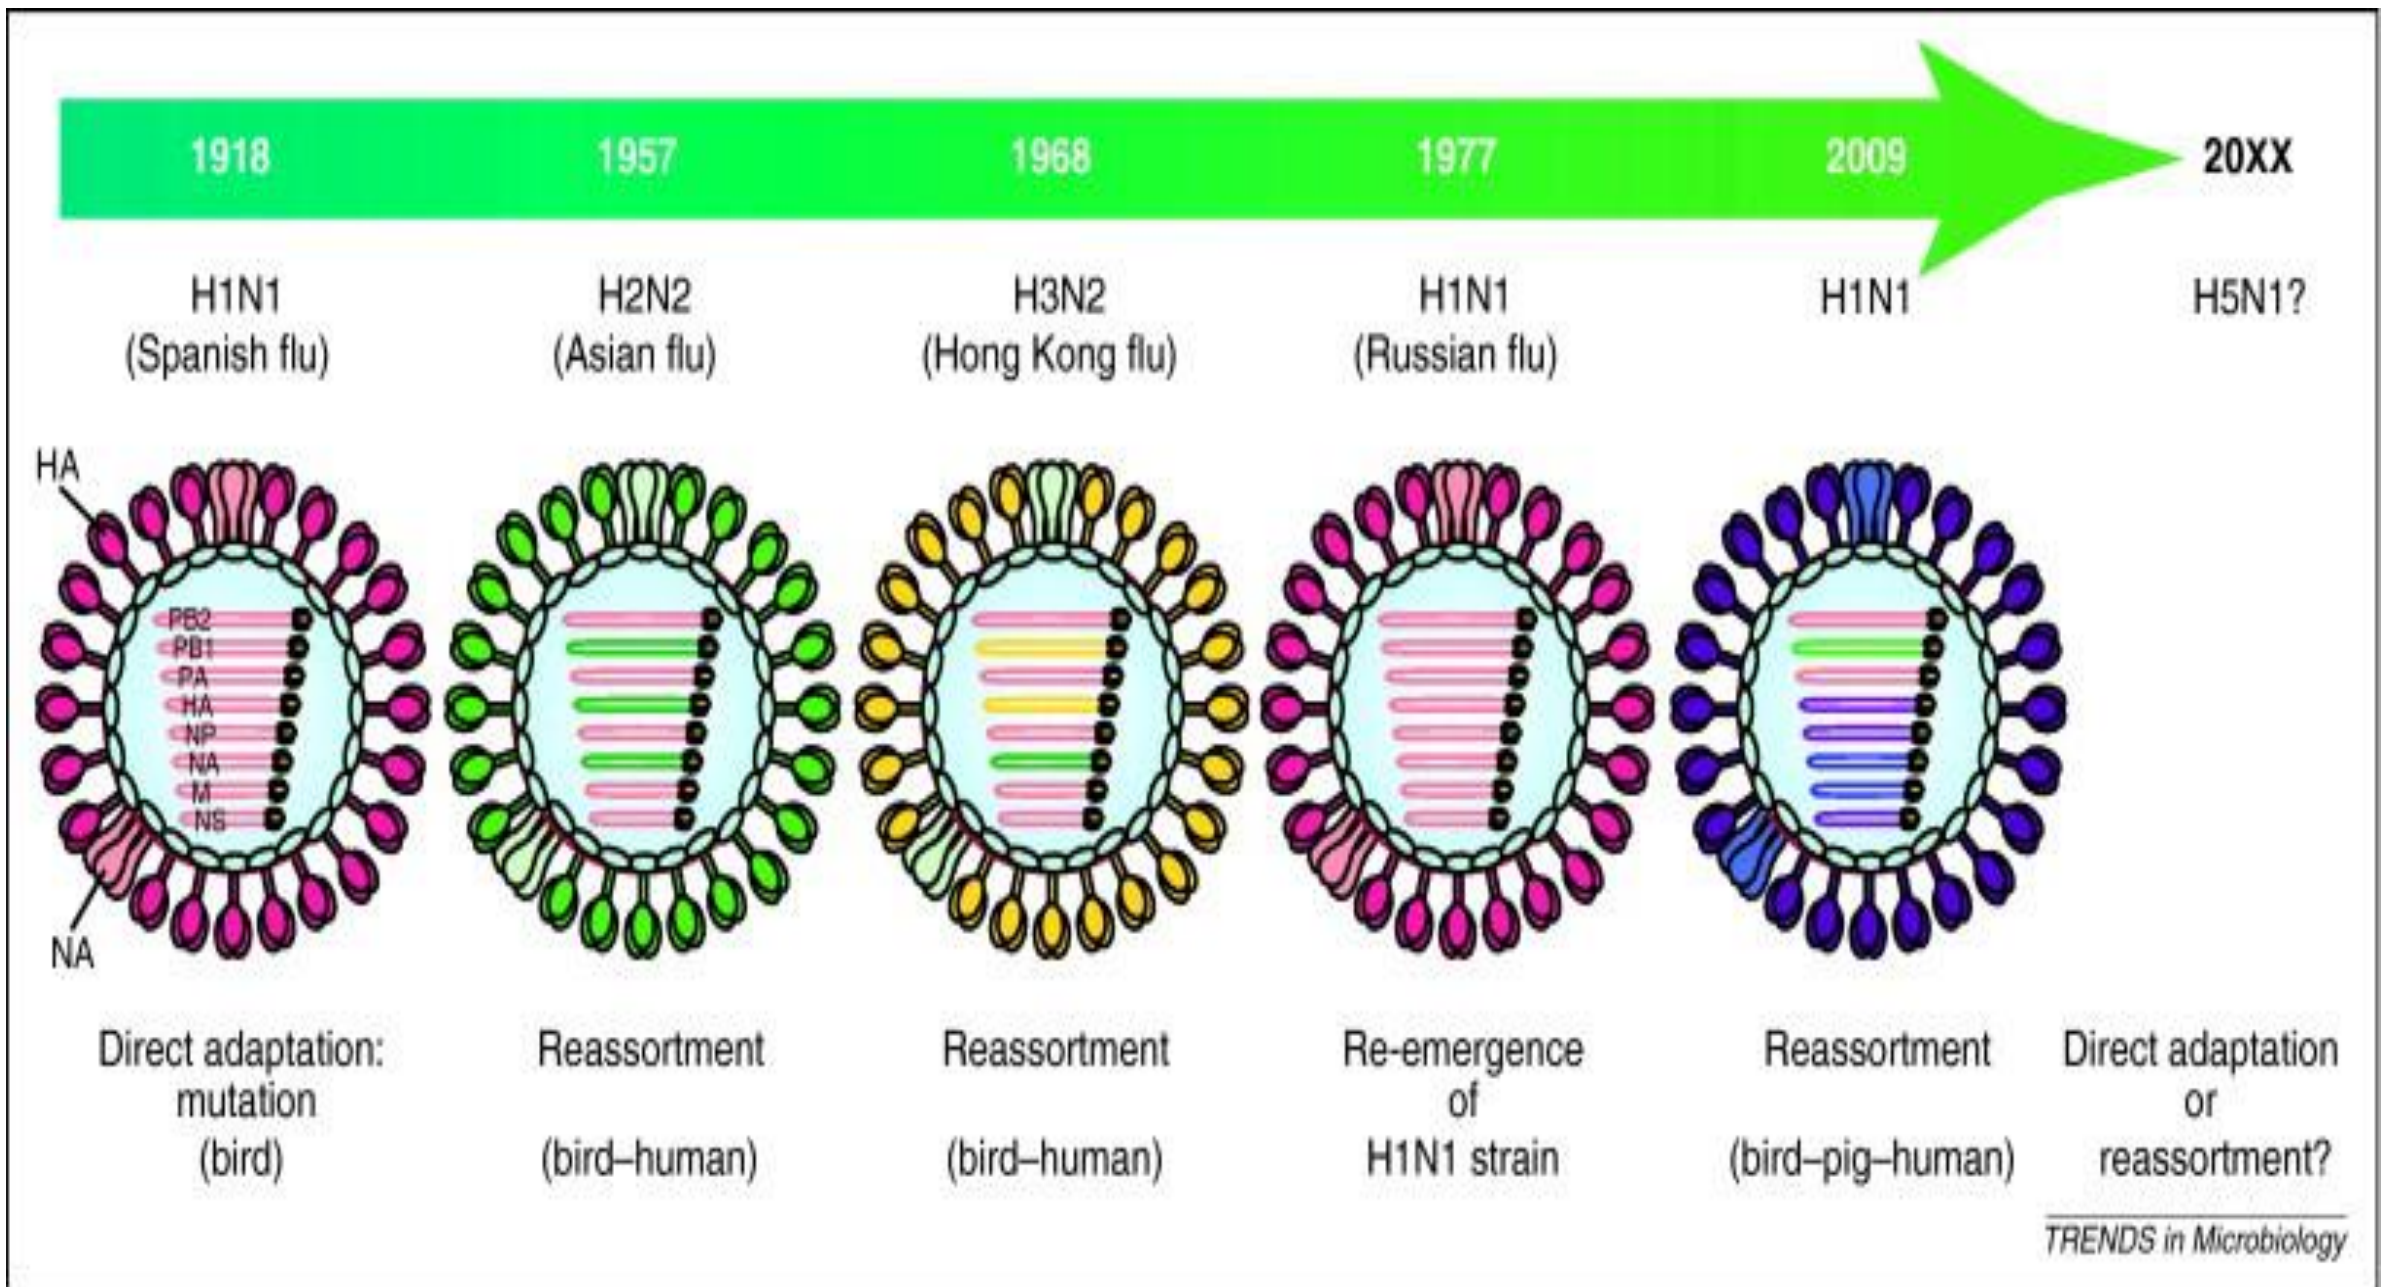 1918 1957 1968 1977 2009 20XX
H1N1 H2N2 H3N2 H1N1 H1N1 H5N1?
(Spanish flu) (Asian flu) (Hong Kong flu) (Russian flu)
HA
PB2
PB1
PA
HA
NP
NA
M
NS
NA
Direct adaptation: Reassortment Reassortment Re-emergence Reassortment Direct adaptation
mutation of or
(bird) (bird–human) (bird–human) H1N1 strain (bird–pig–human) reassortment?
TRENDS in Microbiology